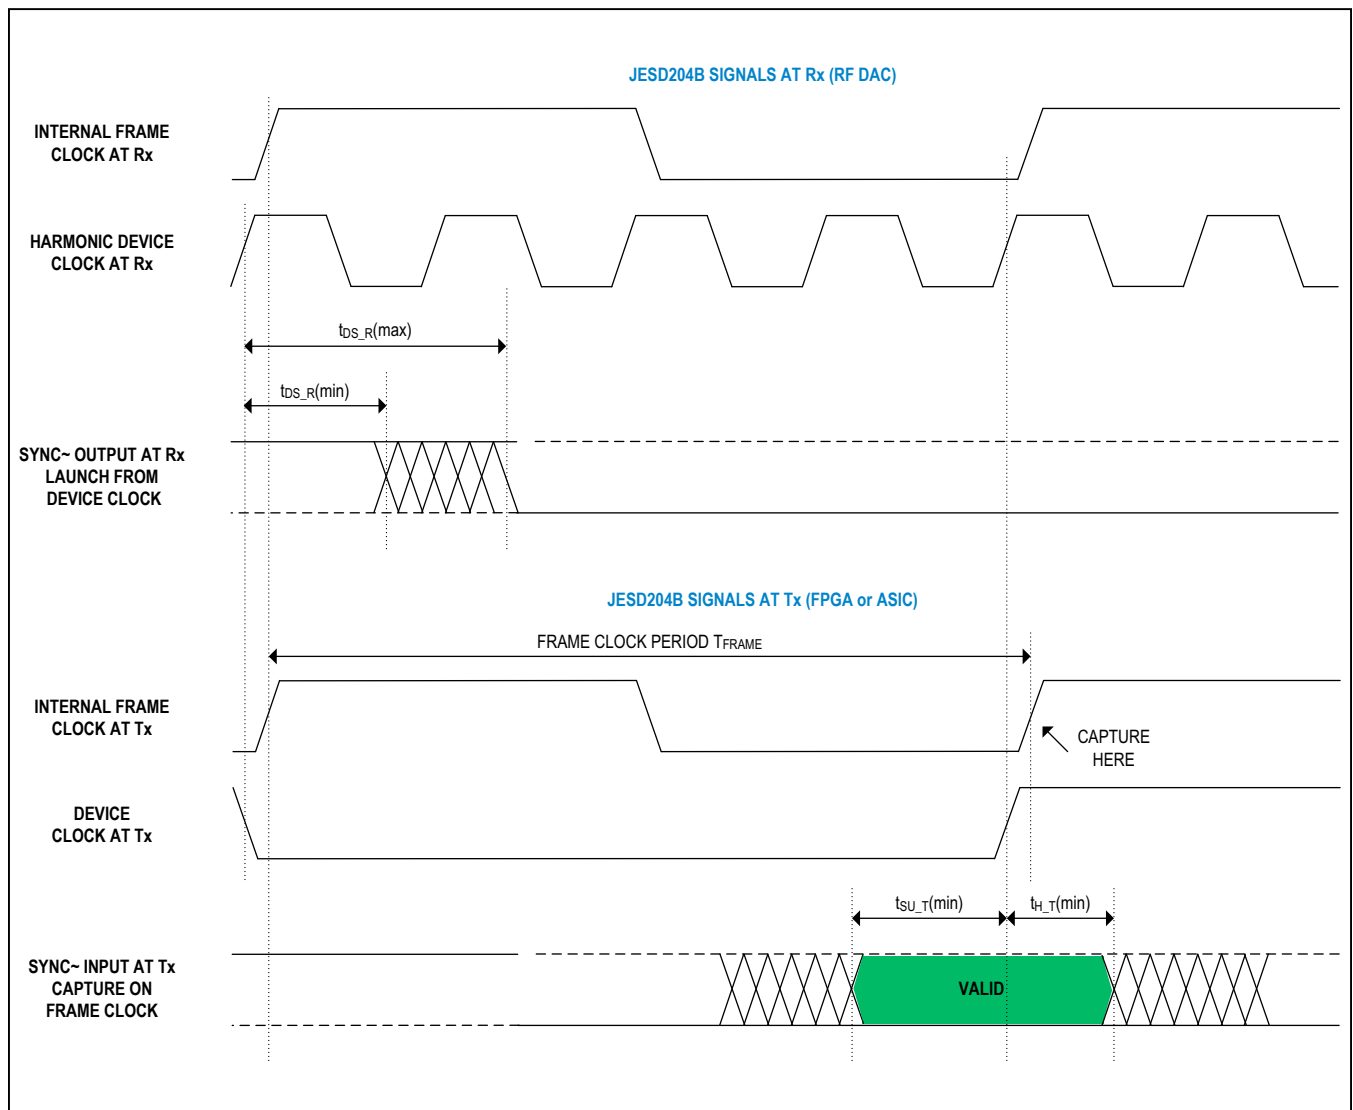 JESD204B SIGNALS AT Rx (RF DAC)
INTERNAL FRAME
CLOCK AT Rx
HARMONIC DEVICE
CLOCK AT Rx
tDS_R(max)
tDS_R(min)
SYNC~ OUTPUT AT Rx
LAUNCH FROM
DEVICE CLOCK
JESD204B SIGNALS AT Tx (FPGA or ASIC)
FRAME CLOCK PERIOD TFRAME
INTERNAL FRAME
CLOCK AT Tx
CAPTURE
HERE
DEVICE
CLOCK AT Tx
tSU_T(min)
tH_T(min)
SYNC~ INPUT AT Tx
CAPTURE ON
FRAME CLOCK
VALID